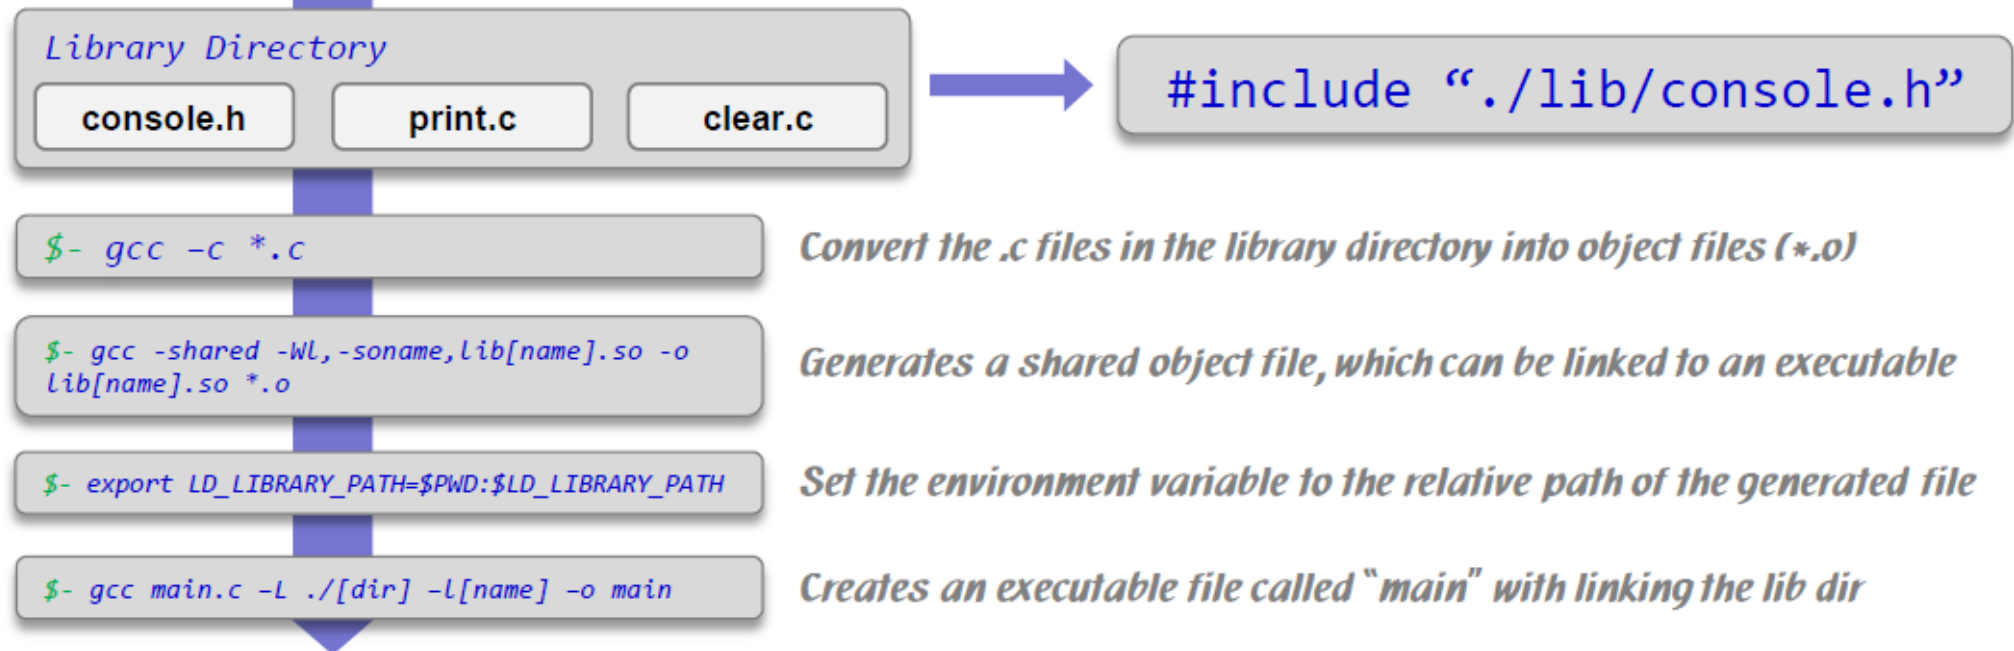 Library Directory
console.h print.c clear.c
#include “./lib/console.h”
$- gcc –c *.c
Convert the .c files in the library directory into object files (*.o)
$- gcc -shared -Wl,-soname,lib[name].so -o
lib[name].so *.o
Generates a shared object file, which can be linked to an executable
$- export LD_LIBRARY_PATH=$PWD:$LD_LIBRARY_PATH
Set the environment variable to the relative path of the generated file
$- gcc main.c –L ./[dir] –l[name] –o main
Creates an executable file called “main” with linking the lib dir